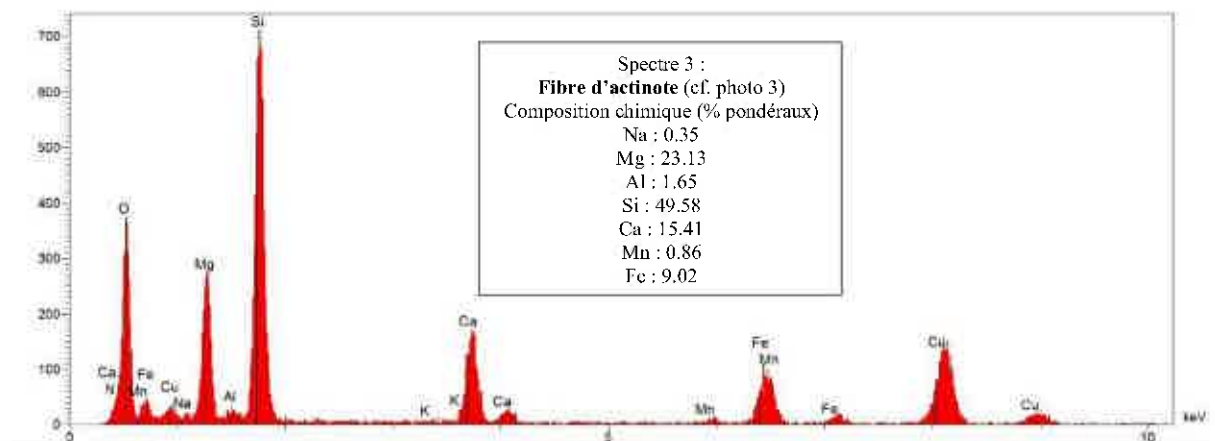 Spectre 3 :
Fibre d'actinote (cf. photo 3)
Composition chimique (% pondéraux)
Na : 0.35
Mg : 23.13
Al : 1.65
Si : 49.58
Ca : 15.41
Mn : 0.86
Fe : 9.02
700
600
500
400
300
200
100
0
Si
O
Mg
Ca
N
Mn
Fe
Cu
Na
Al
K
K
Ca
Ca
Mn
Fe
Mn
Fe
Cu
Cu
0
5
10
keV